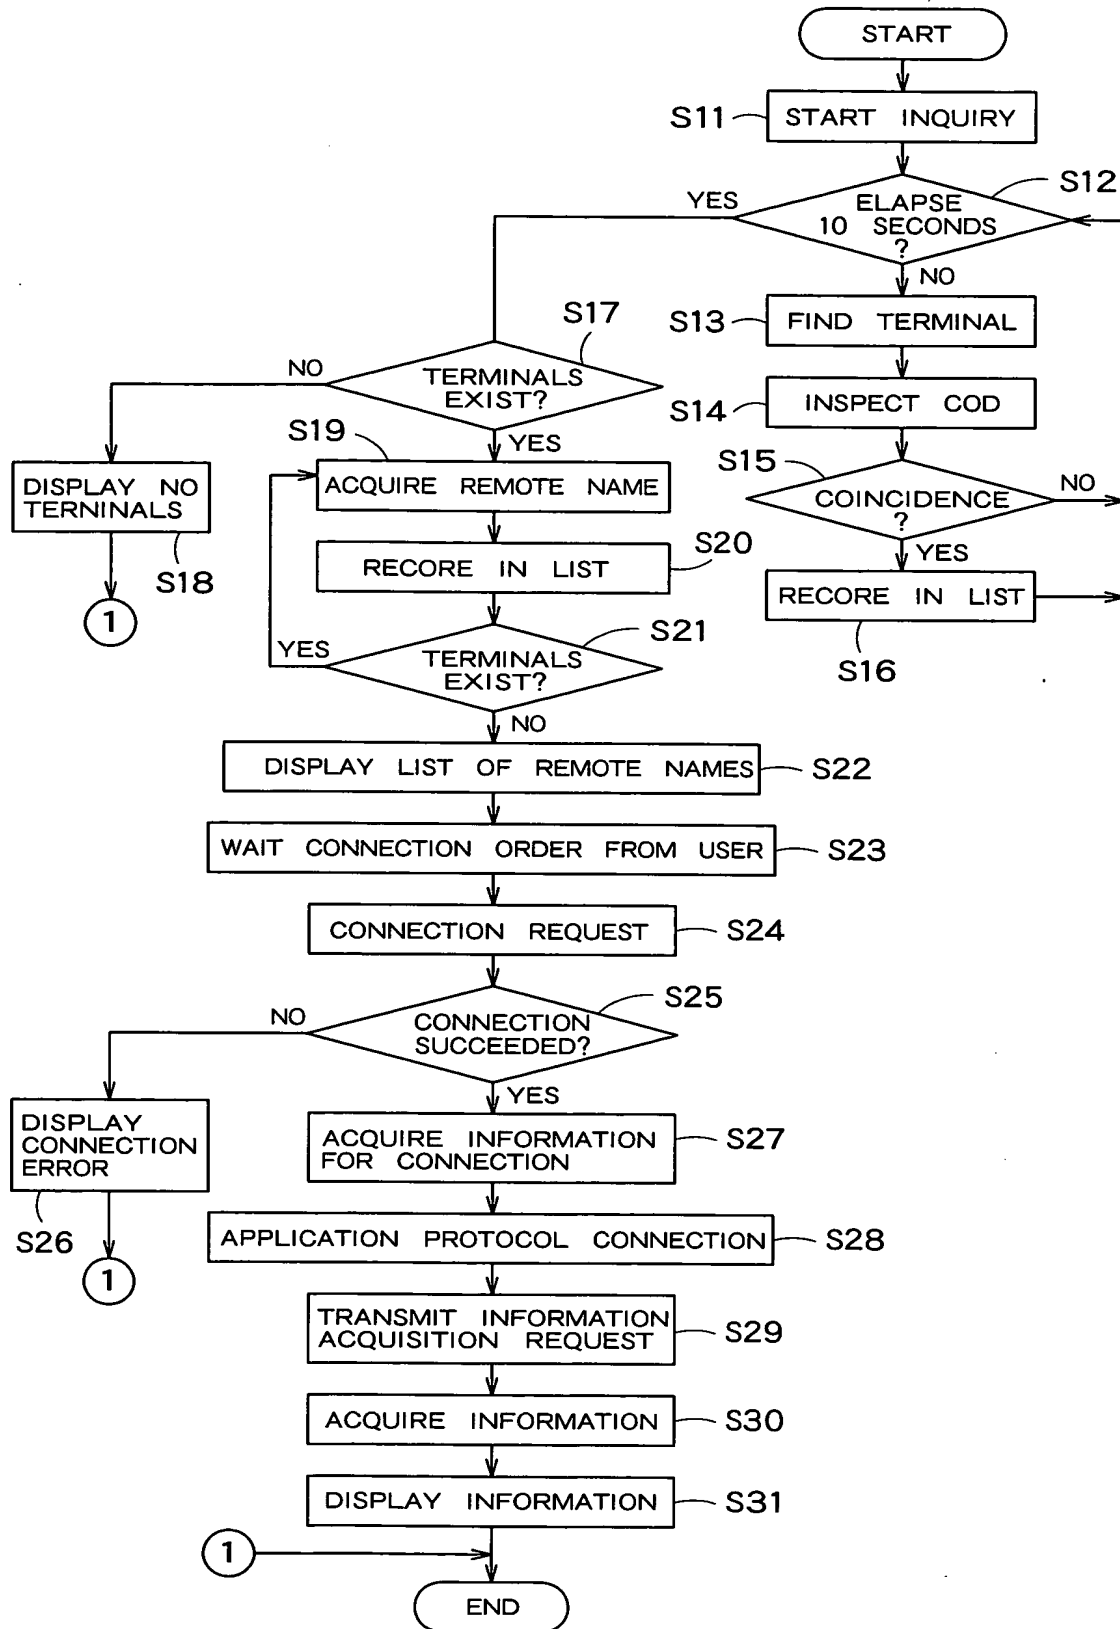 START
S11
START INQUIRY
S12
YES
ELAPSE
10 SECONDS
?
NO
S13
FIND TERMINAL
S17
NO
TERMINALS
EXIST?
YES
S14
INSPECT COD
S19
ACQUIRE REMOTE NAME
S15
COINCIDENCE
?
NO
YES
DISPLAY NO
TERNINALS
S18
1
S20
RECORE IN LIST
RECORE IN LIST
S16
S21
YES
TERMINALS
EXIST?
NO
DISPLAY LIST OF REMOTE NAMES
S22
WAIT CONNECTION ORDER FROM USER
S23
CONNECTION REQUEST
S24
S25
NO
CONNECTION
SUCCEEDED?
YES
DISPLAY
CONNECTION
ERROR
S26
1
ACQUIRE INFORMATION
FOR CONNECTION
S27
APPLICATION PROTOCOL CONNECTION
S28
TRANSMIT INFORMATION
ACQUISITION REQUEST
S29
ACQUIRE INFORMATION
S30
DISPLAY INFORMATION
S31
1
END